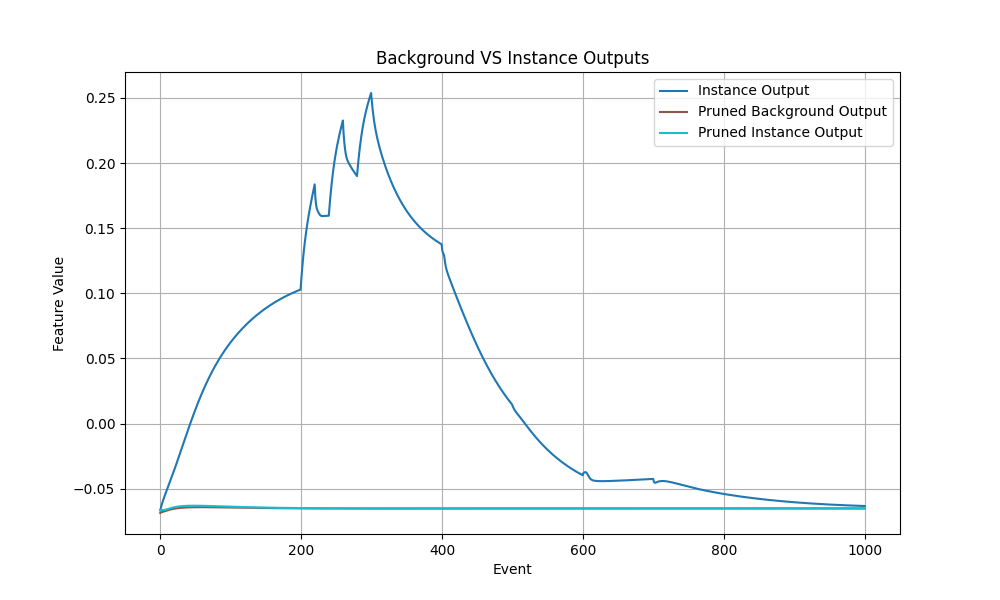 Background VS Instance Outputs
Instance Output
Pruned Background Output
Pruned Instance Output
Feature Value
0.25
0.20
0.15
0.10
0.05
0.00
−0.05
0 200 400 600 800 1000
Event